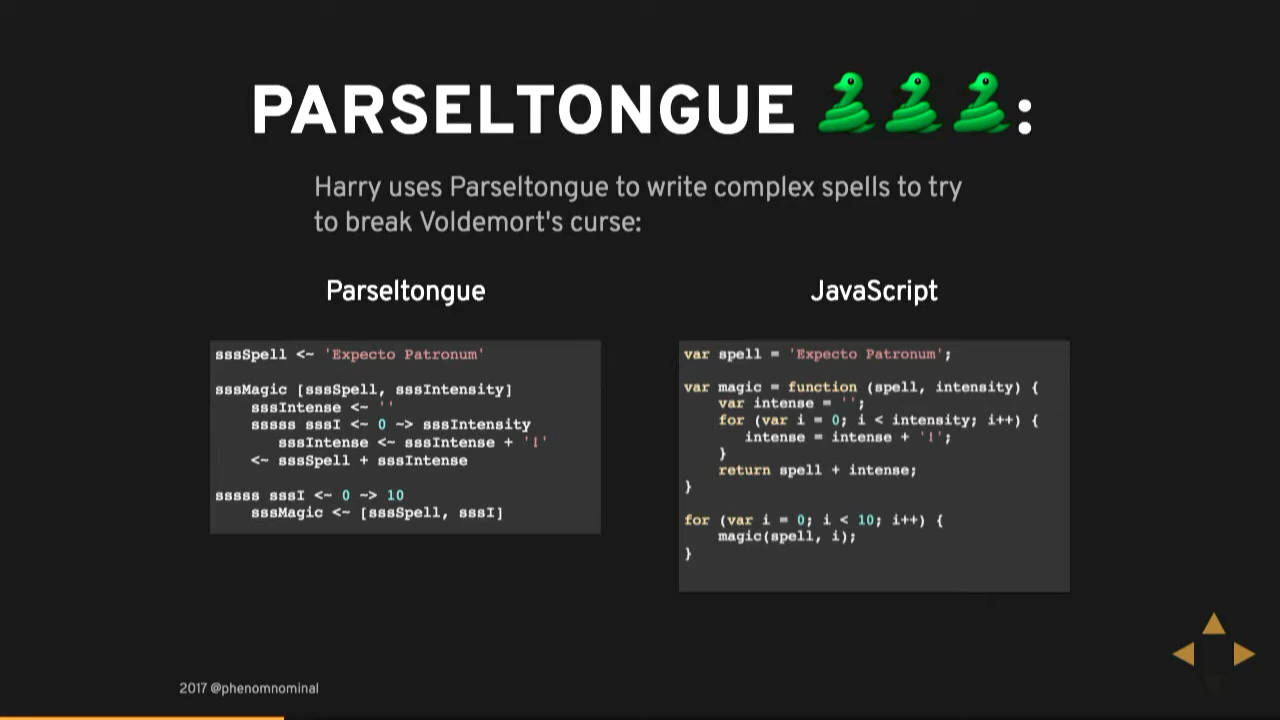 PARSELTONGUE 🐍🐍🐍:
Harry uses Parseltongue to write complex spells to try
to break Voldemort's curse:
Parseltongue
sssSpell <~ 'Expecto Patronum'
sssMagic [sssSpell, sssIntensity]
    sssIntense <~ ''
    sssss sssI <~ 0 ~> sssIntensity
       sssIntense <~ sssIntense + '!'
    <~ sssSpell + sssIntense
sssss sssI <~ 0 ~> 10
    sssMagic <~ [sssSpell, sssI]
JavaScript
var spell = 'Expecto Patronum';
var magic = function (spell, intensity) {
    var intense = '';
    for (var i = 0; i < intensity; i++) {
       intense = intense + '!';
    }
    return spell + intense;
}
for (var i = 0; i < 10; i++) {
    magic(spell, i);
}
2017 @phenomnominal